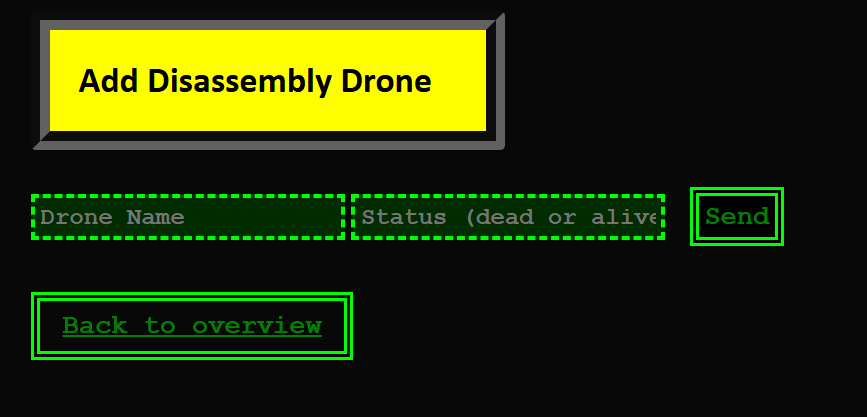 Add Disassembly Drone
Drone Name
Status (dead or alive
Send
Back to overview